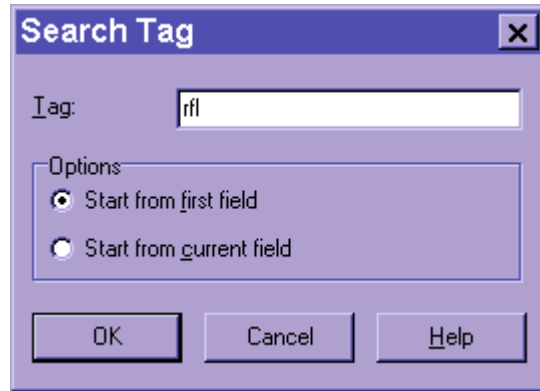 Search Tag
Tag: rfl
Options
Start from first field
Start from current field
OK Cancel Help